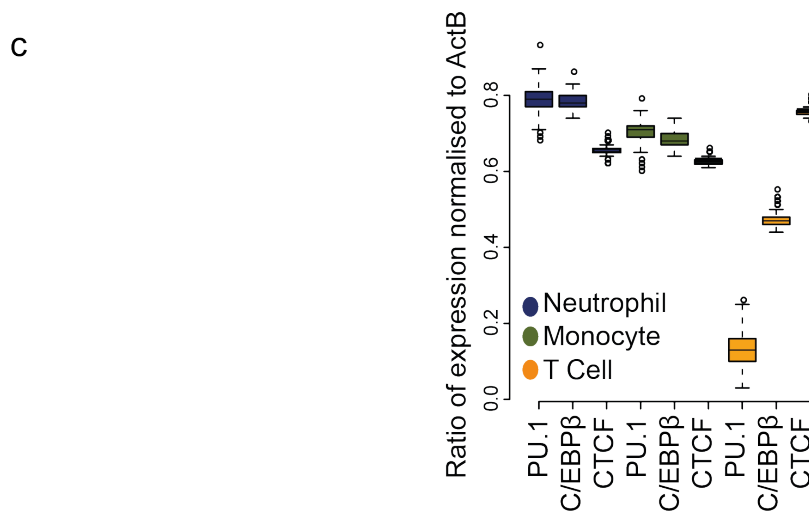 c
Ratio of expression normalised to ActB
0.8
0.6
0.4
0.2
0.0
Neutrophil
Monocyte
T Cell
PU.1
C/EBPβ
CTCF
PU.1
C/EBPβ
CTCF
PU.1
C/EBPβ
CTCF